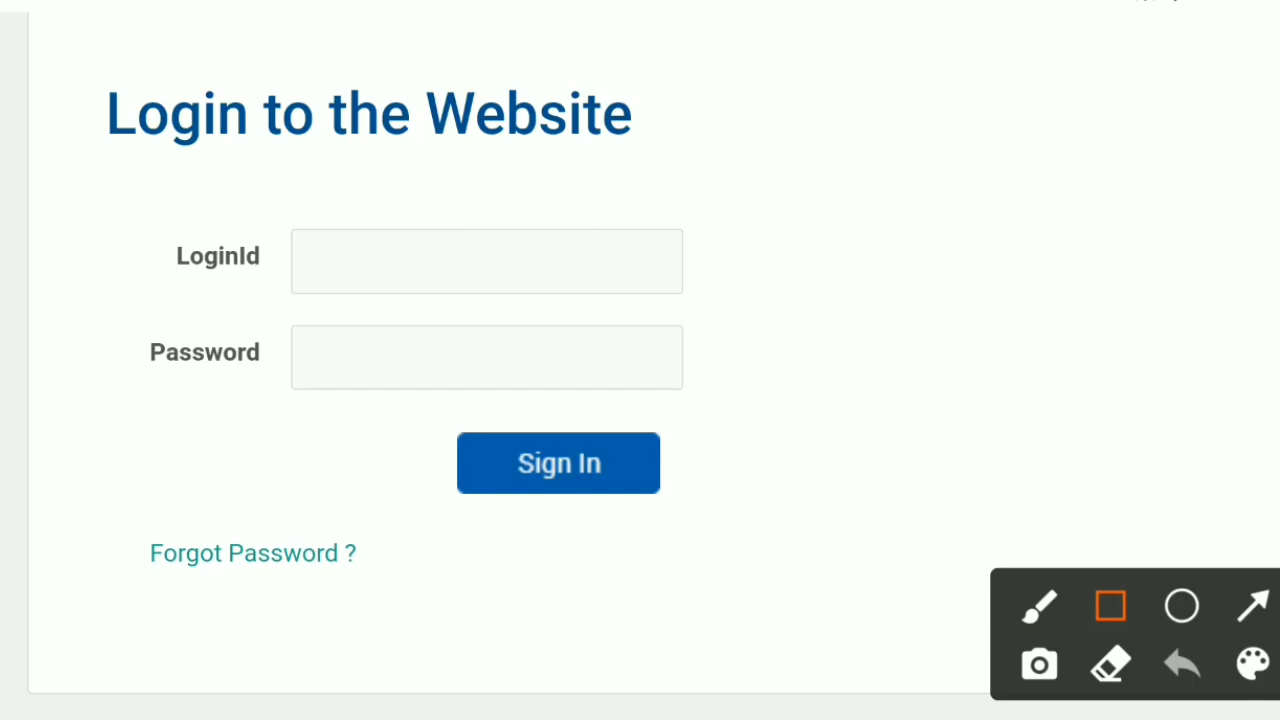 Login to the Website
LoginId
Password
Sign In
Forgot Password ?